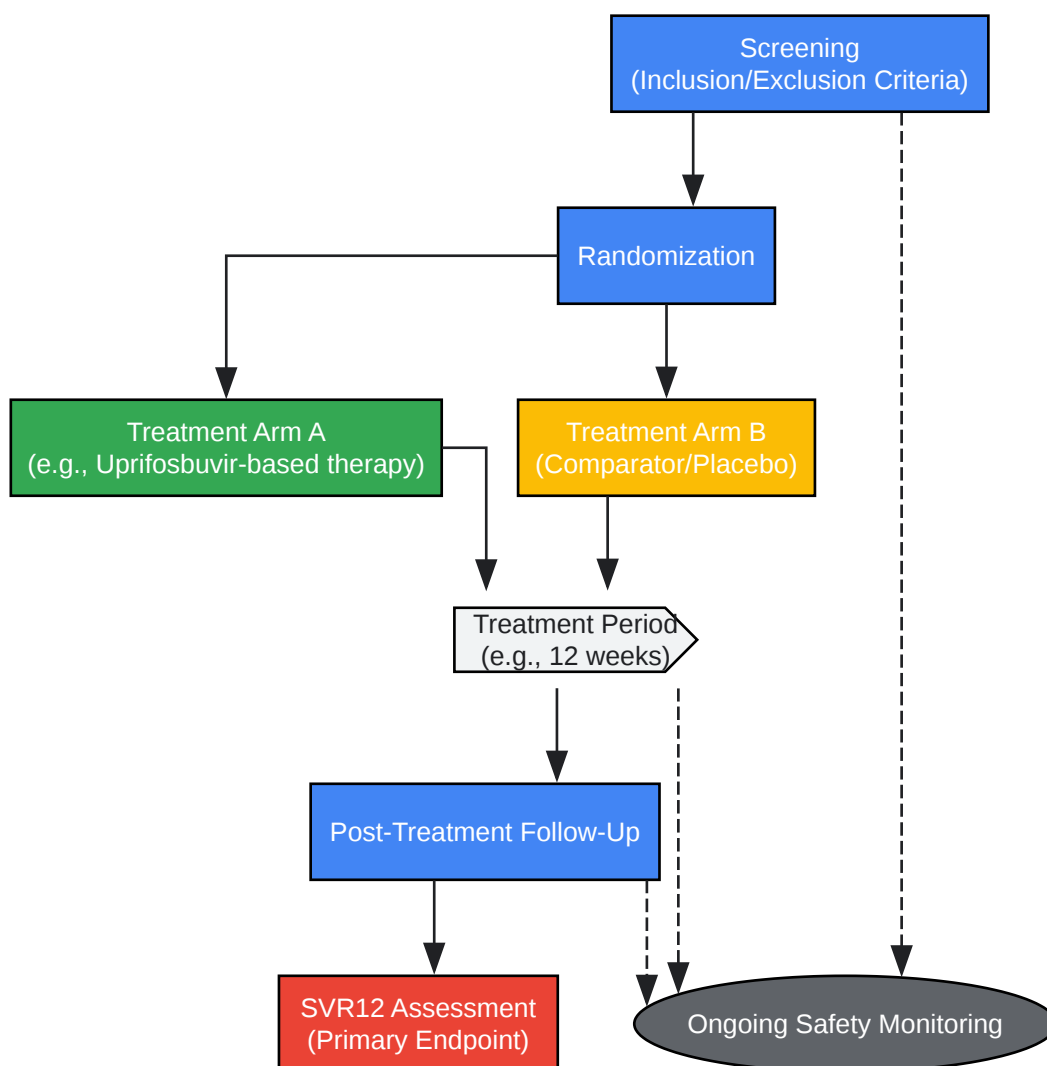 Screening
(Inclusion/Exclusion Criteria)
Randomization
Treatment Arm A
(e.g., Uprifosbuvir-based therapy)
Treatment Arm B
(Comparator/Placebo)
Treatment Period
(e.g., 12 weeks)
Post-Treatment Follow-Up
SVR12 Assessment
(Primary Endpoint)
Ongoing Safety Monitoring